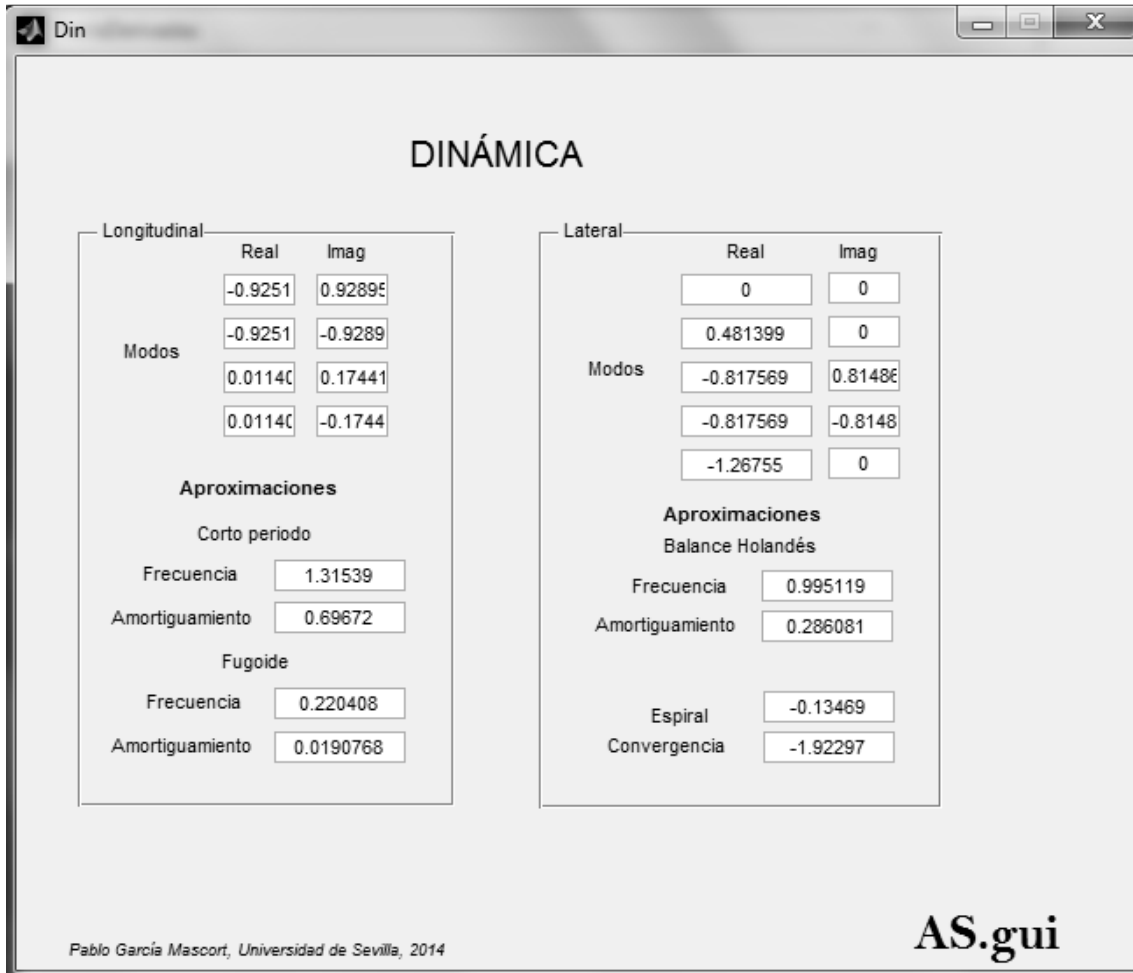 Din
DINÁMICA
Longitudinal
Real Imag
-0.9251 0.92895
-0.9251 -0.9289
Modos
0.01140 0.17441
0.01140 -0.1744
Aproximaciones
Corto periodo
Frecuencia 1.31539
Amortiguamiento 0.69672
Fugoide
Frecuencia 0.220408
Amortiguamiento 0.0190768
Lateral
Real Imag
0 0
0.481399 0
Modos
-0.817569 0.81486
-0.817569 -0.8148
-1.26755 0
Aproximaciones
Balance Holandés
Frecuencia 0.995119
Amortiguamiento 0.286081
Espiral -0.13469
Convergencia -1.92297
Pablo García Mascort, Universidad de Sevilla, 2014
AS.gui